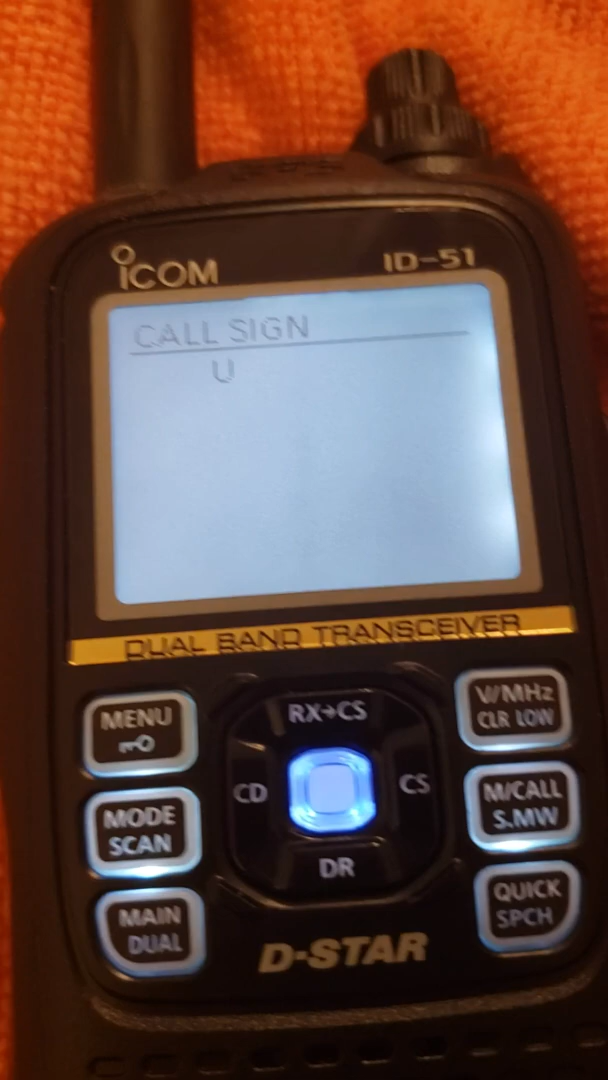 ICOM
ID-51
CALL SIGN
U
DUAL BAND TRANSCEIVER
MENU
RX→CS
V/MHz
CLR LOW
CD
CS
MODE
SCAN
M/CALL
S.MW
DR
MAIN
DUAL
QUICK
SPCH
D-STAR